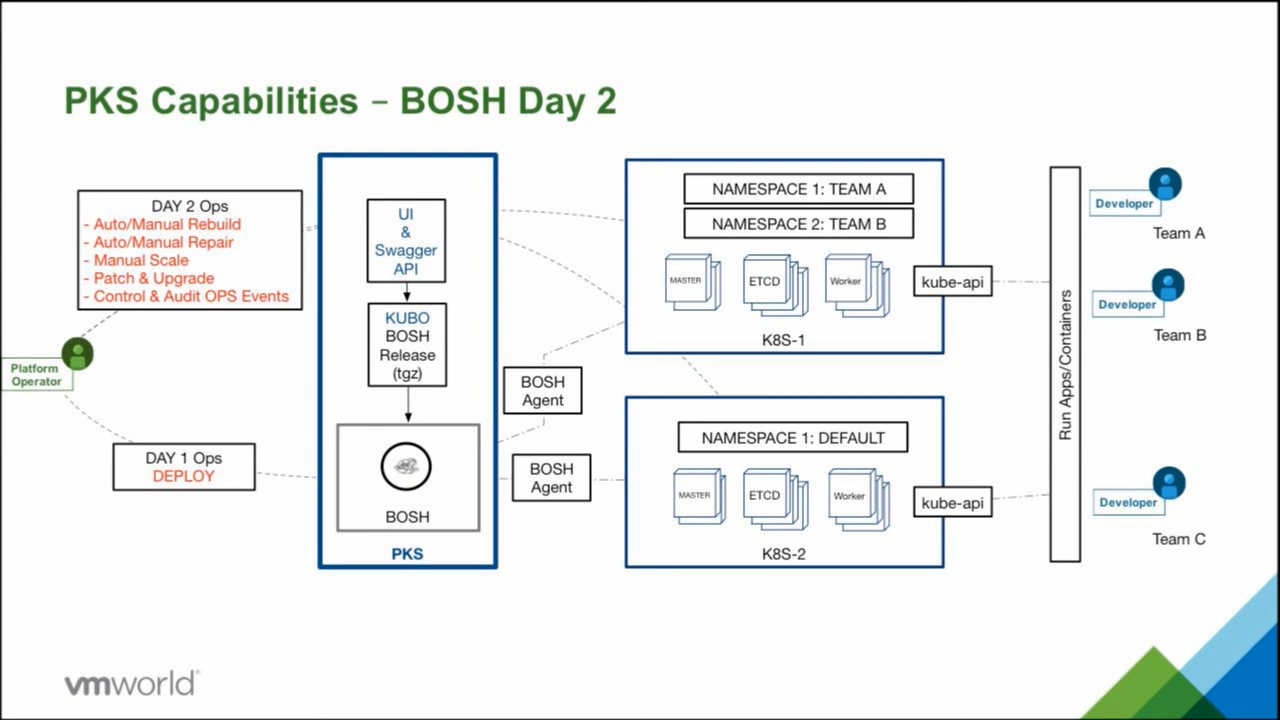 PKS Capabilities – BOSH Day 2
DAY 2 Ops
- Auto/Manual Rebuild
- Auto/Manual Repair
- Manual Scale
- Patch & Upgrade
- Control & Audit OPS Events
Platform
Operator
DAY 1 Ops
DEPLOY
UI
&
Swagger
API
KUBO
BOSH
Release
(tgz)
BOSH
PKS
BOSH
Agent
BOSH
Agent
NAMESPACE 1: TEAM A
NAMESPACE 2: TEAM B
MASTER
ETCD
Worker
kube-api
K8S-1
NAMESPACE 1: DEFAULT
MASTER
ETCD
Worker
kube-api
K8S-2
Run Apps/Containers
Developer
Team A
Developer
Team B
Developer
Team C
vmworld®